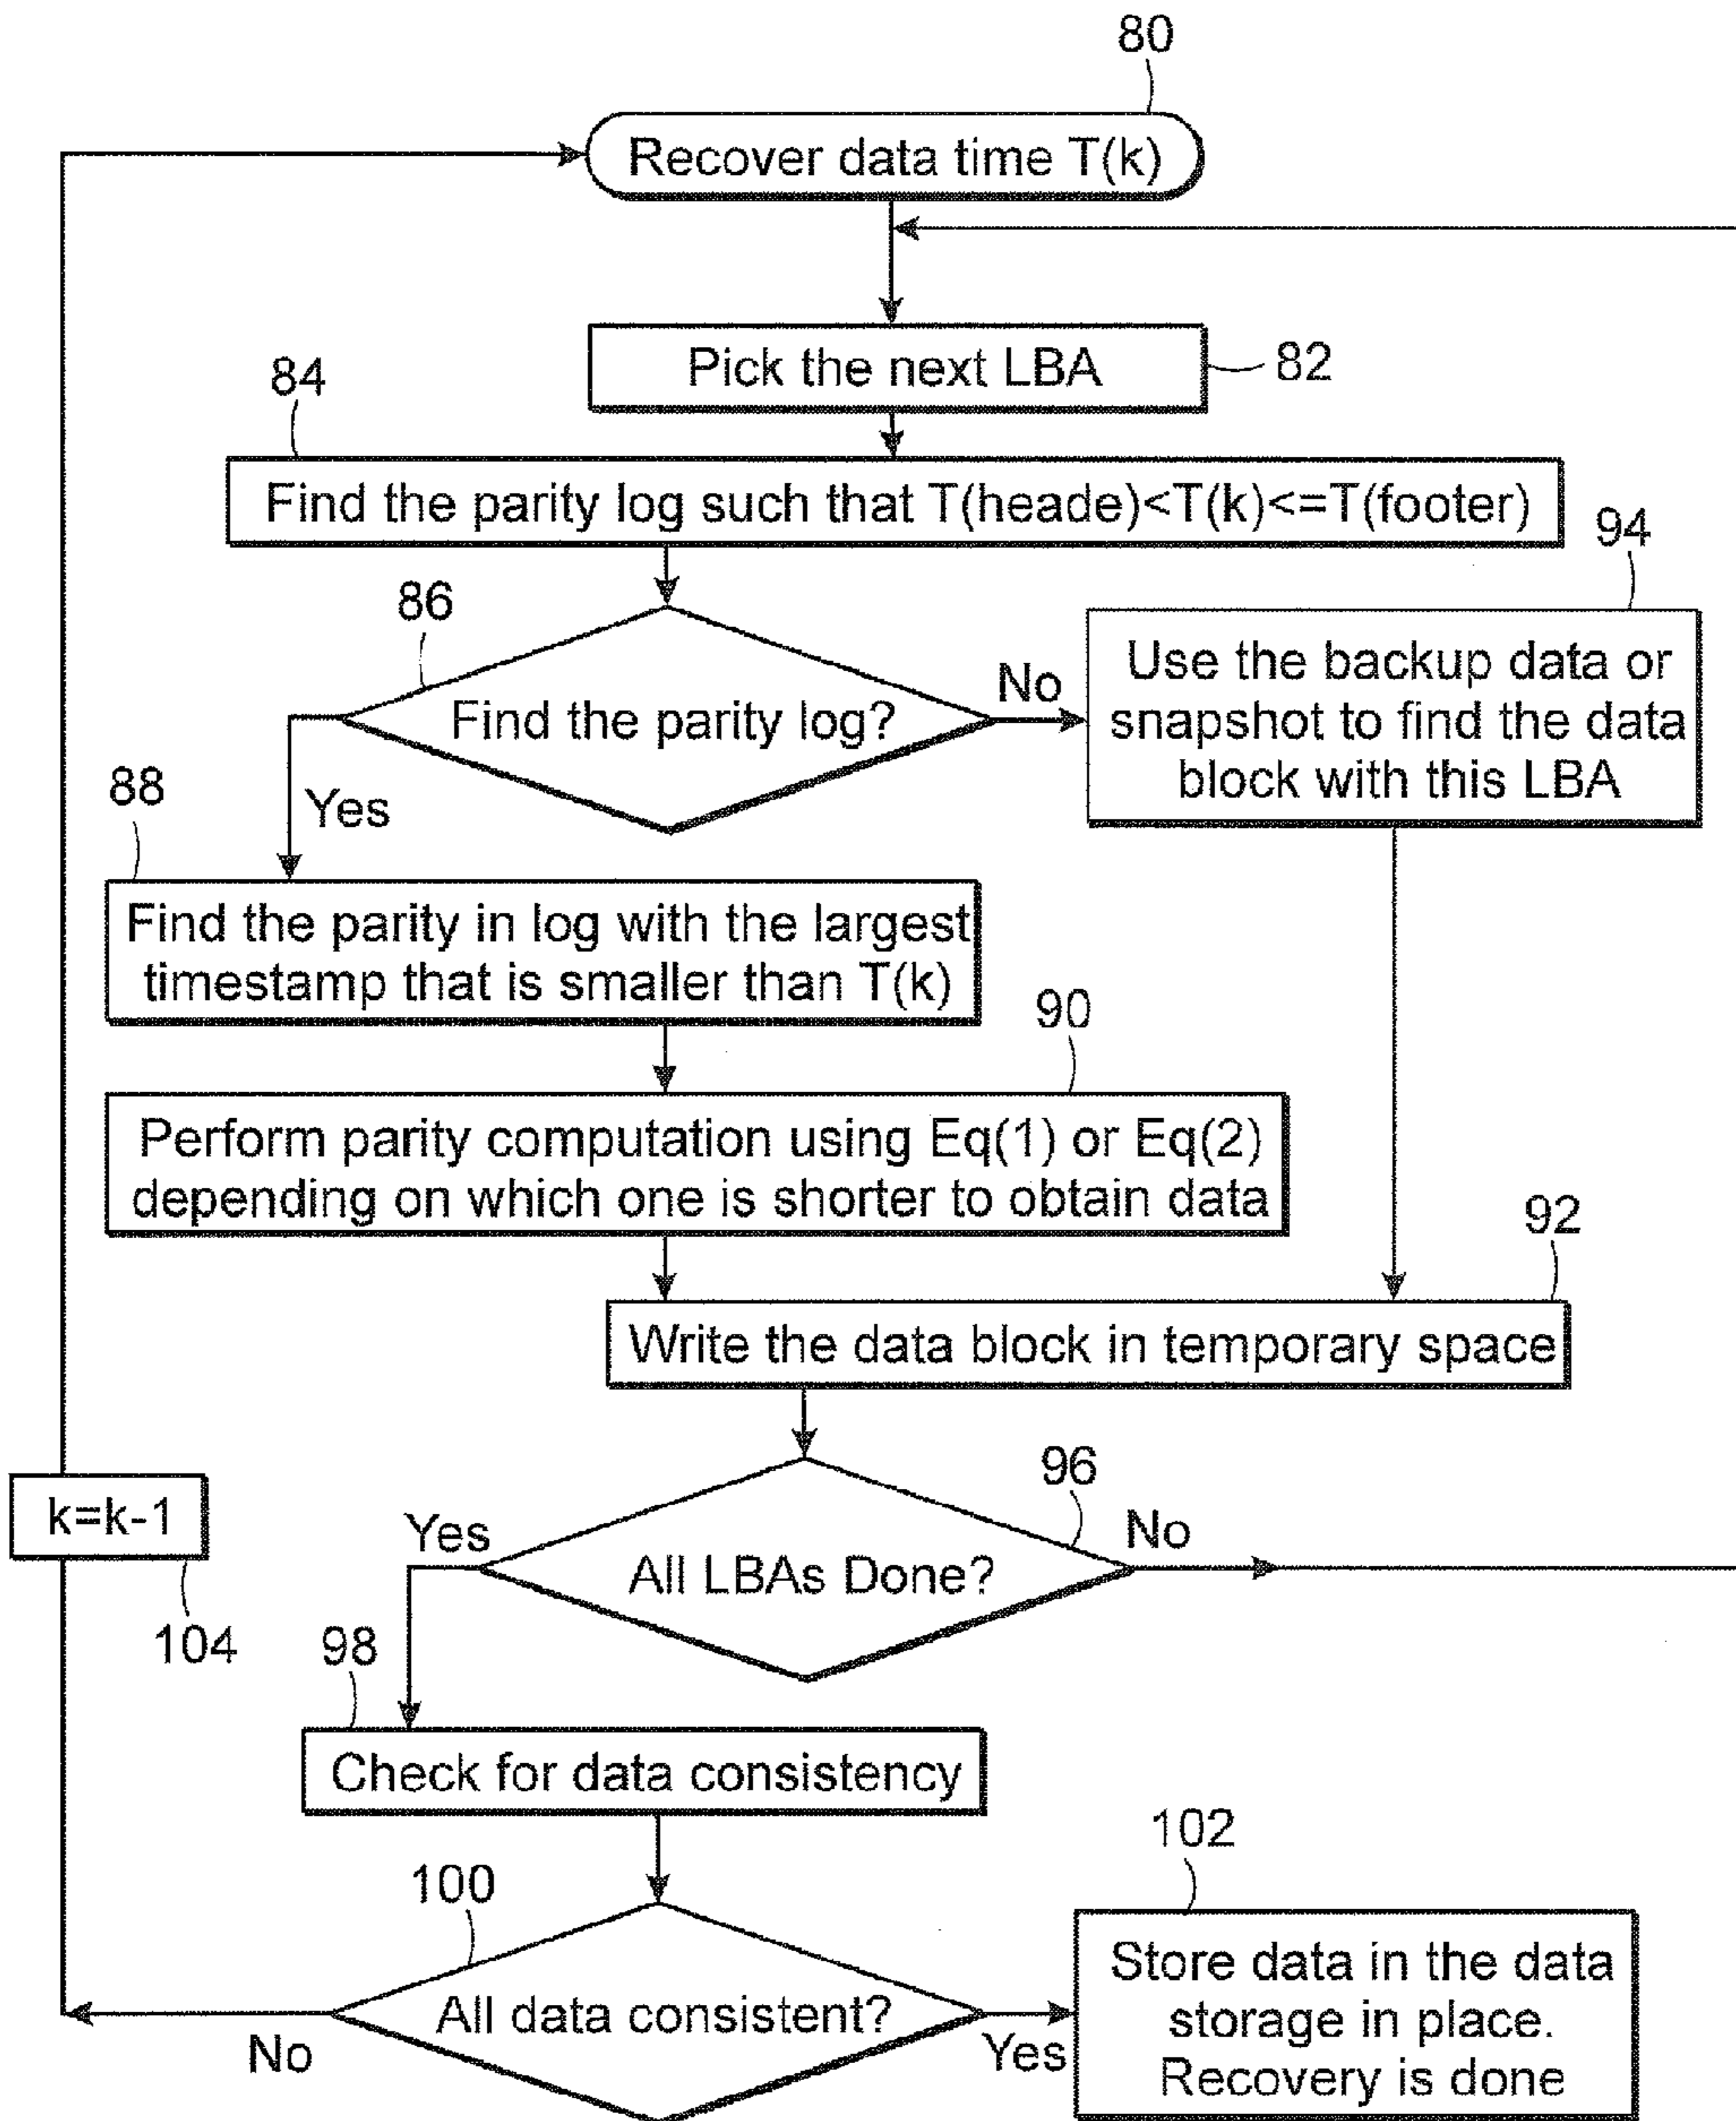 80
Recover data time T(k)
Pick the next LBA
82
84
Find the parity log such that T(heade)<T(k)<=T(footer)
94
86
Find the parity log?
No
Use the backup data or
snapshot to find the data
block with this LBA
88
Yes
Find the parity in log with the largest
timestamp that is smaller than T(k)
90
Perform parity computation using Eq(1) or Eq(2)
depending on which one is shorter to obtain data
92
Write the data block in temporary space
96
k=k-1
104
Yes
All LBAs Done?
No
98
Check for data consistency
100
102
All data consistent?
No
Yes
Store data in the data
storage in place.
Recovery is done